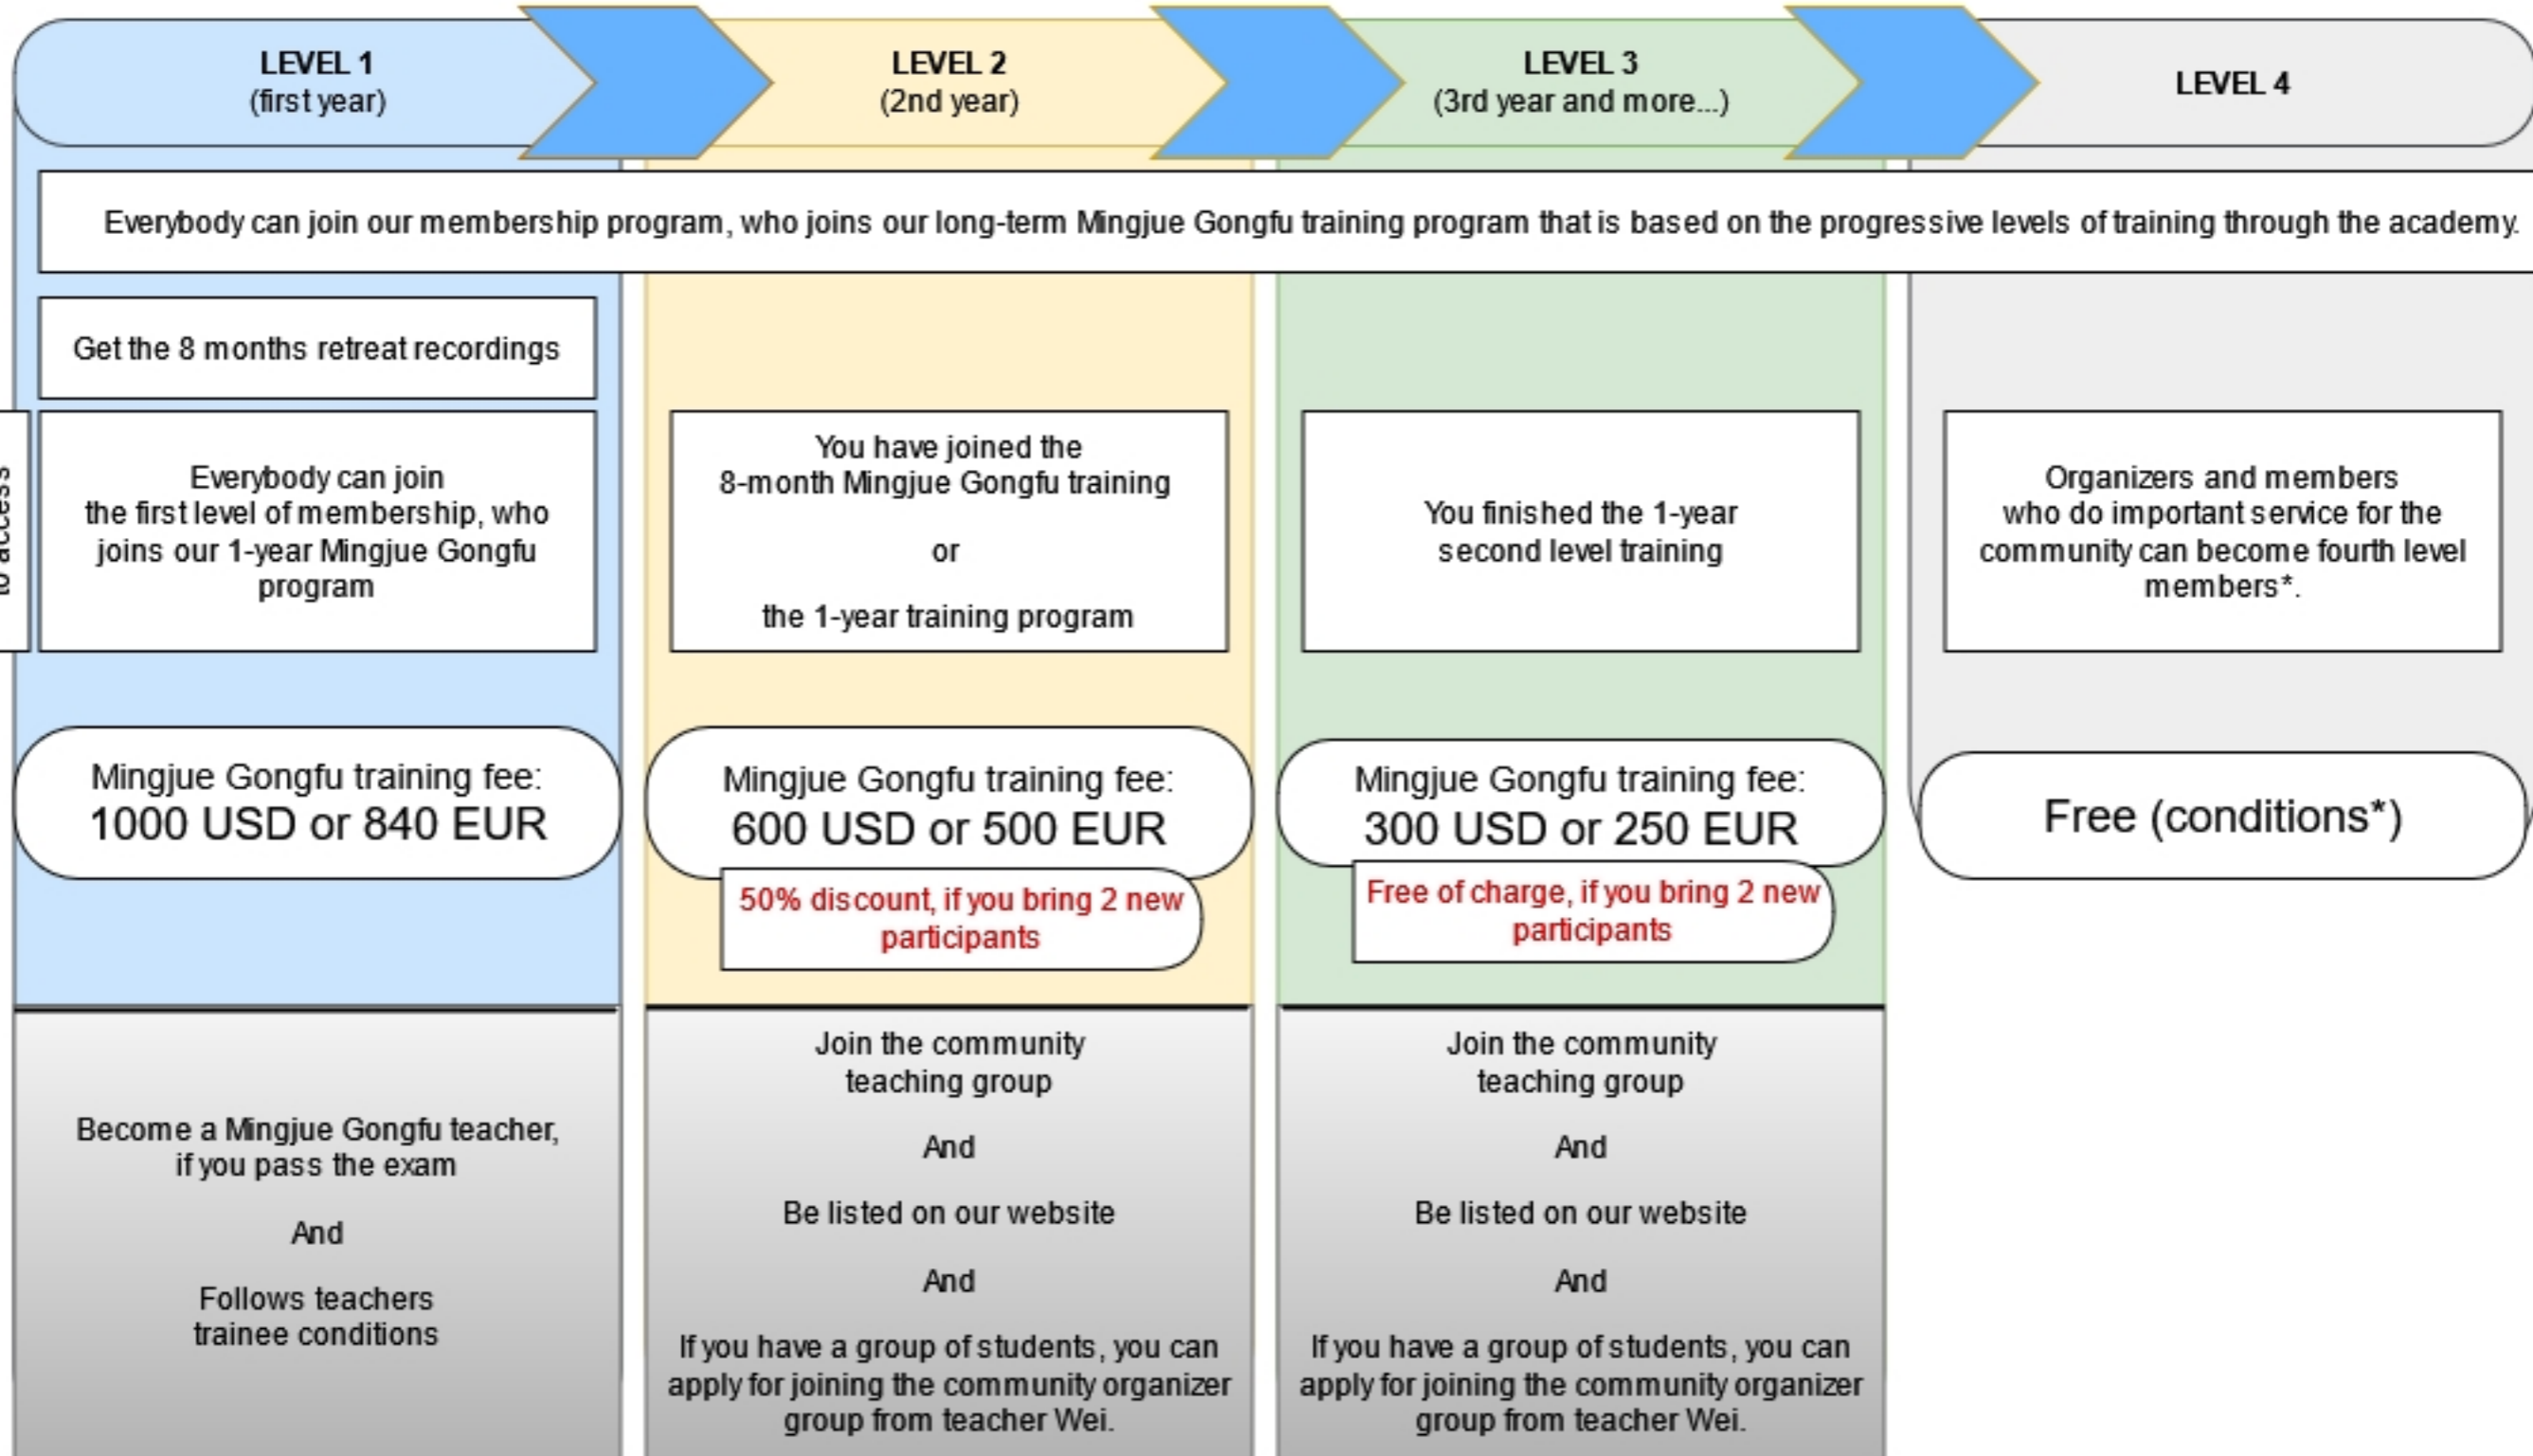 LEVEL 1
(first year)
LEVEL 2
(2nd year)
LEVEL 3
(3rd year and more...)
LEVEL 4
Everybody can join our membership program, who joins our long-term Mingjue Gongfu training program that is based on the progressive levels of training through the academy.
Get the 8 months retreat recordings
to access
Everybody can join
the first level of membership, who
joins our 1-year Mingjue Gongfu
program
You have joined the
8-month Mingjue Gongfu training
or
the 1-year training program
You finished the 1-year
second level training
Organizers and members
who do important service for the
community can become fourth level
members*.
Mingjue Gongfu training fee:
1000 USD or 840 EUR
Mingjue Gongfu training fee:
600 USD or 500 EUR
50% discount, if you bring 2 new
participants
Mingjue Gongfu training fee:
300 USD or 250 EUR
Free of charge, if you bring 2 new
participants
Free (conditions*)
Become a Mingjue Gongfu teacher,
if you pass the exam
And
Follows teachers
trainee conditions
Join the community
teaching group
And
Be listed on our website
And
If you have a group of students, you can
apply for joining the community organizer
group from teacher Wei.
Join the community
teaching group
And
Be listed on our website
And
If you have a group of students, you can
apply for joining the community organizer
group from teacher Wei.